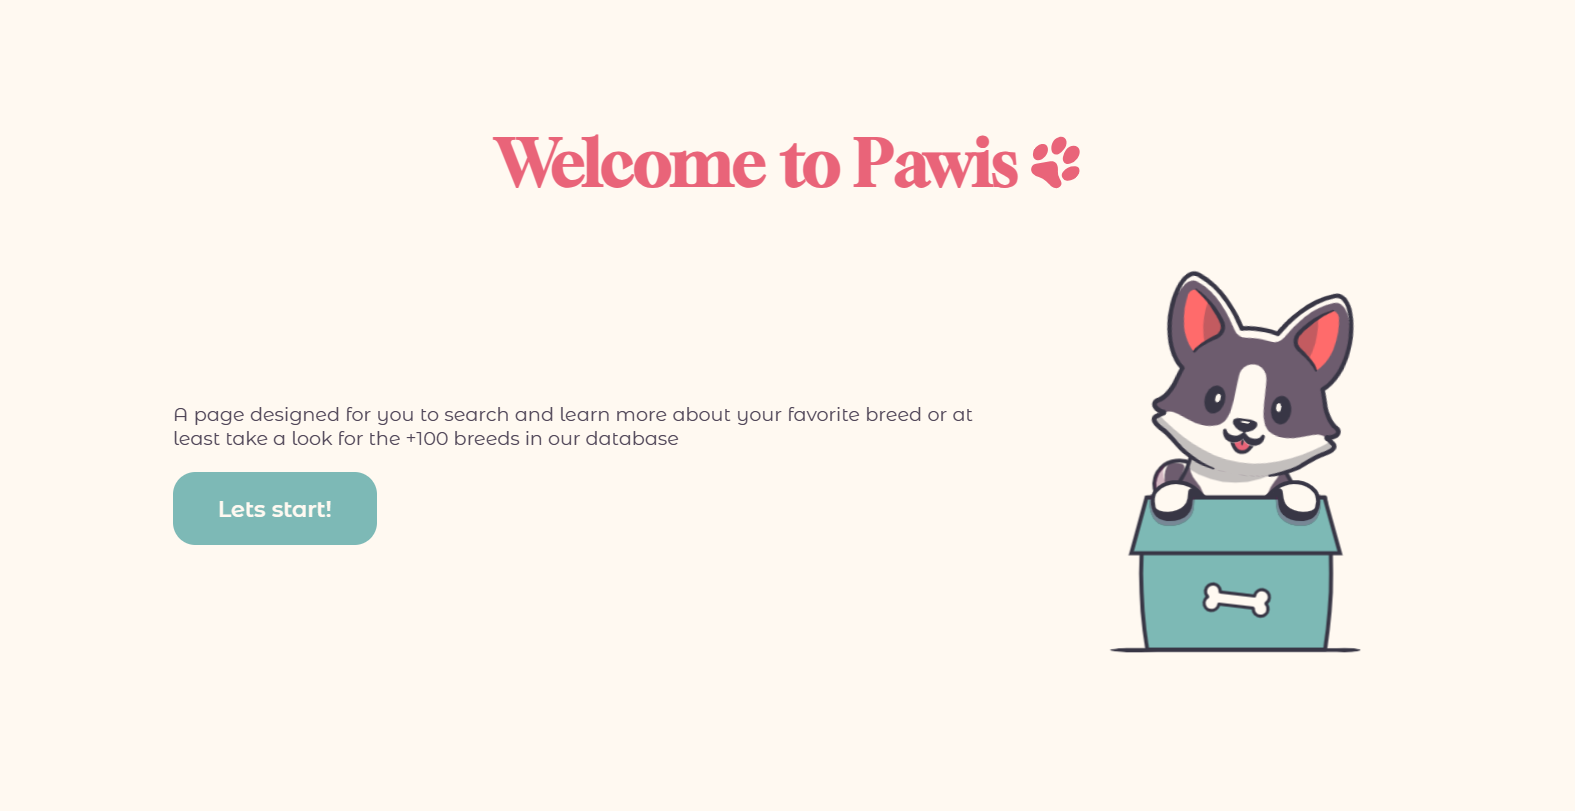 Welcome to Pawis
A page designed for you to search and learn more about your favorite breed or at
least take a look for the +100 breeds in our database
Lets start!